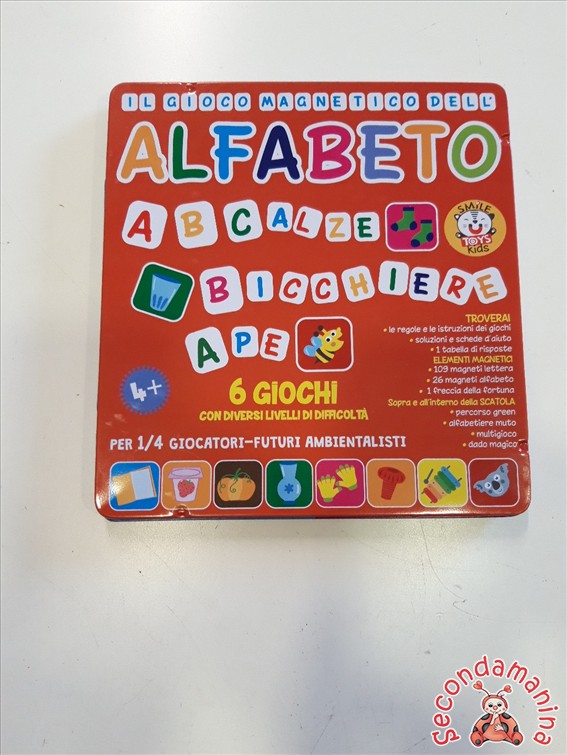 IL GIOCO MAGNETICO DELL'
ALFABETO
A B CALZE
SMILE
TOYS
Kids
BICCHIERE
APE
TROVERAI
• le regole e le istruzioni dei giochi
• soluzioni e schede d'aiuto
• 1 tabella di risposte
ELEMENTI MAGNETICI
• 109 magneti lettera
• 26 magneti alfabeto
• 1 freccia della fortuna
Sopra e all'interno della SCATOLA
• percorso green
• alfabetiere muto
• multigioco
• dado magico
4+
6 GIOCHI
CON DIVERSI LIVELLI DI DIFFICOLTÀ
PER 1/4 GIOCATORI-FUTURI AMBIENTALISTI
Secondamanina